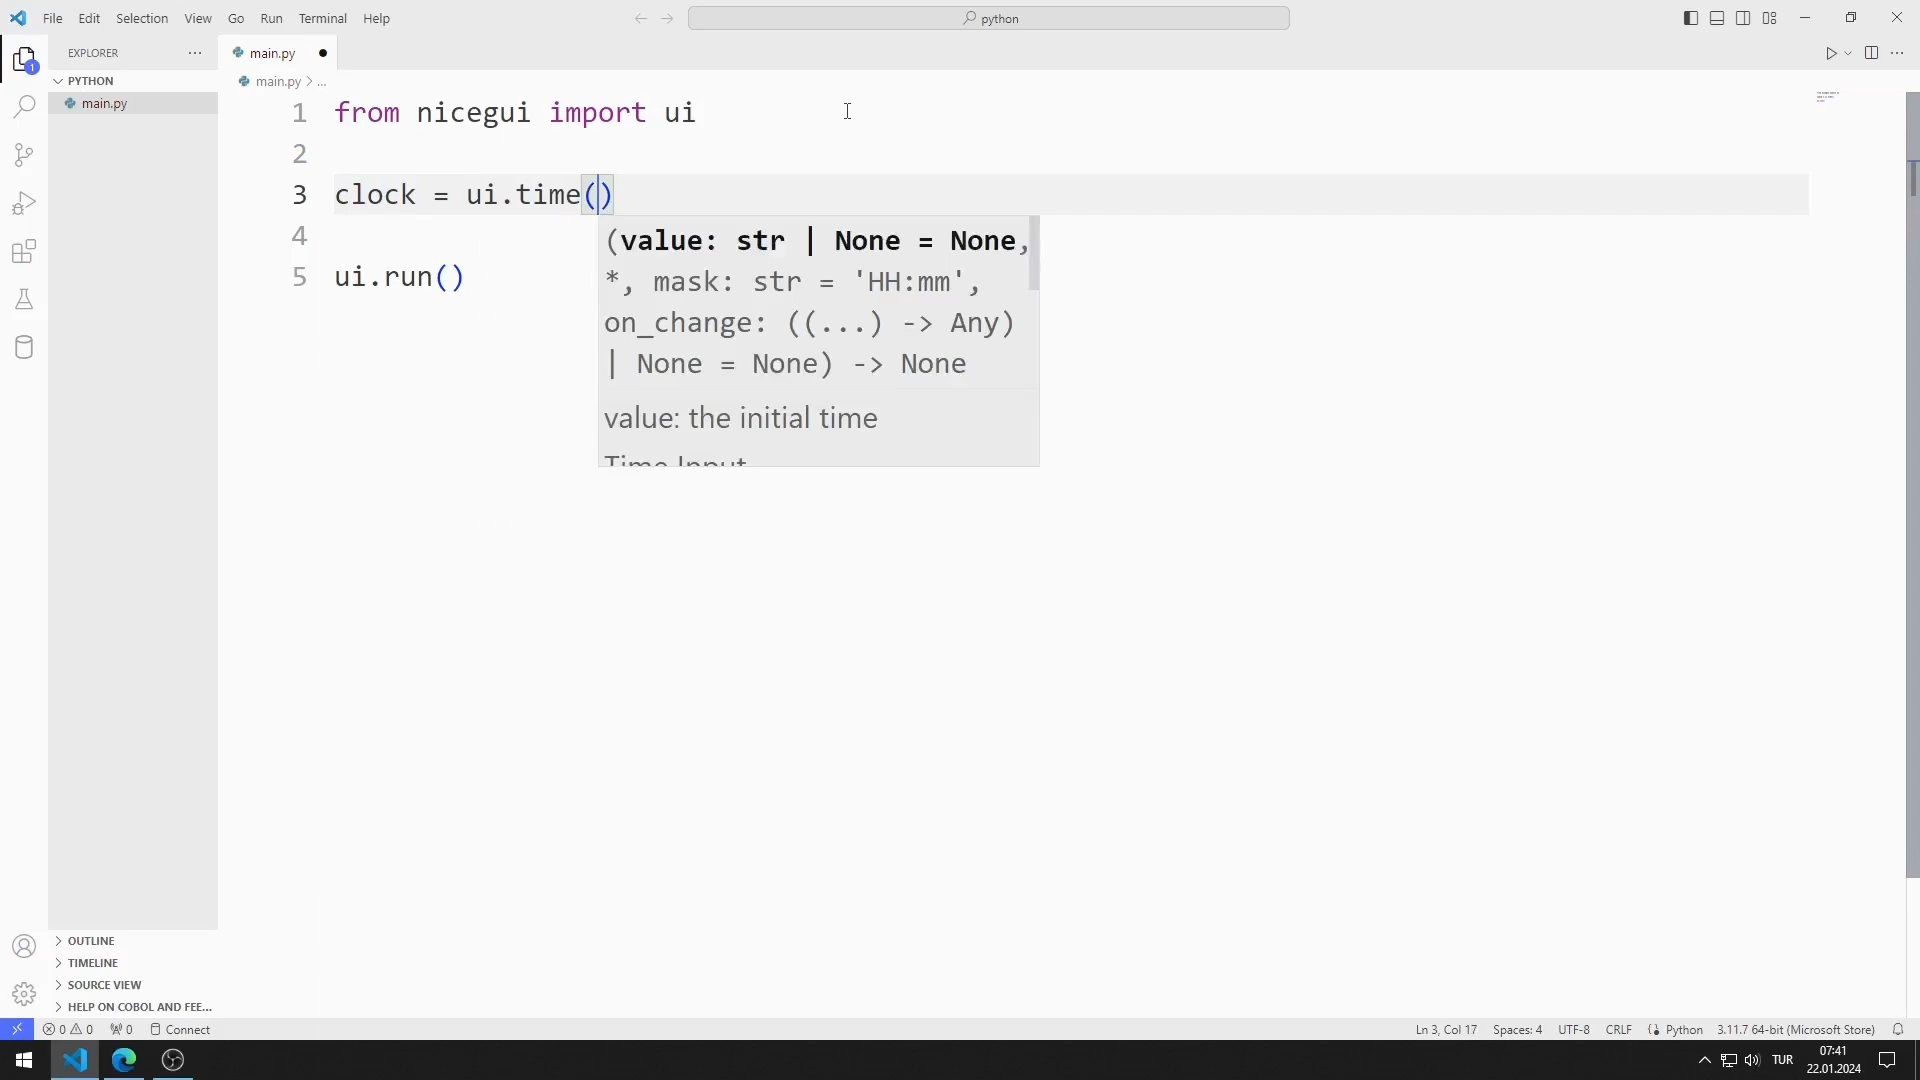 File Edit Selection View Go Run Terminal Help
python
EXPLORER ···
PYTHON
main.py
main.py
main.py > ...
1 from nicegui import ui
2
3 clock = ui.time()
4
5 ui.run()
(value: str | None = None,
*, mask: str = 'HH:mm',
on_change: ((...) -> Any)
| None = None) -> None
value: the initial time
Time Input
1
OUTLINE
TIMELINE
SOURCE VIEW
HELP ON COBOL AND FEE...
0 0 0 Connect
Ln 3, Col 17 Spaces: 4 UTF-8 CRLF Python 3.11.7 64-bit (Microsoft Store)
TUR
07:41
22.01.2024